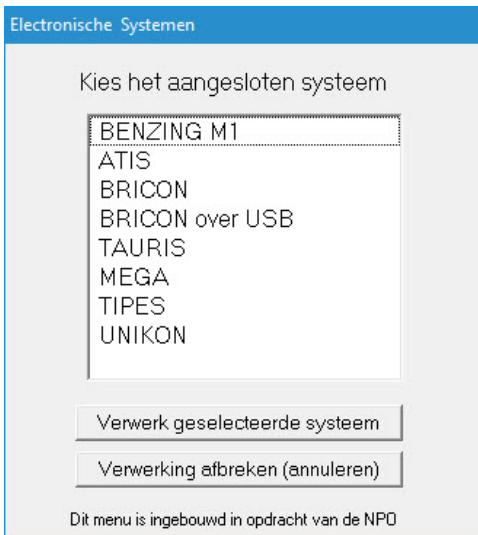 Electronische Systemen
Kies het aangesloten systeem
BENZING M1
ATIS
BRICON
BRICON over USB
TAURIS
MEGA
TIPES
UNIKON
Verwerk geselecteerde systeem
Verwerking afbreken (annuleren)
Dit menu is ingebouwd in opdracht van de NPO